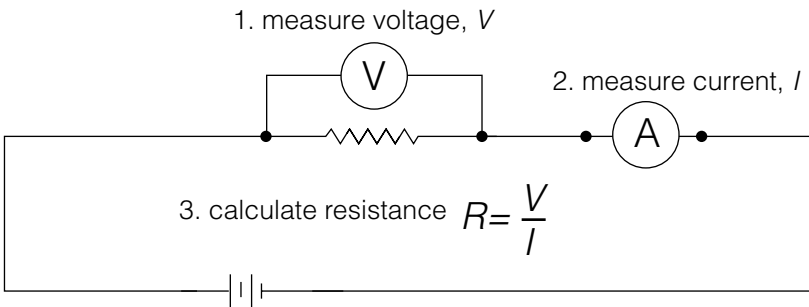 1. measure voltage, V
V
2. measure current, I
A
3. calculate resistance R= V/I